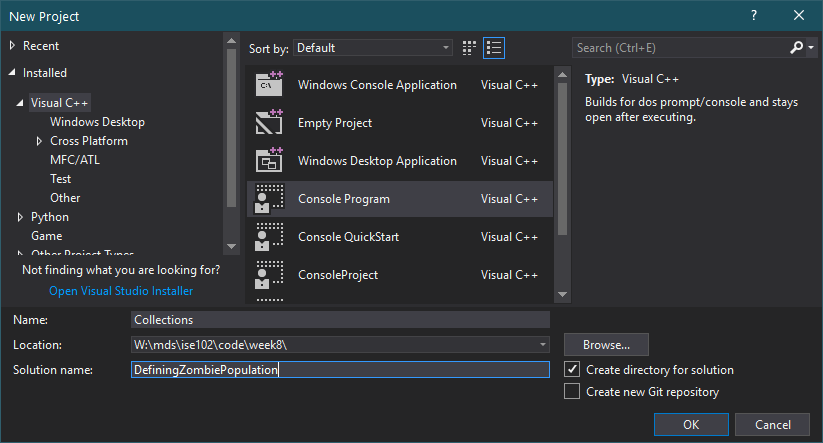 New Project
?
Recent
Installed
Visual C++
Windows Desktop
Cross Platform
MFC/ATL
Test
Other
Python
Game
Other Project Types
Not finding what you are looking for?
Open Visual Studio Installer
Sort by: Default
Windows Console Application Visual C++
Empty Project Visual C++
Windows Desktop Application Visual C++
Console Program Visual C++
Console QuickStart Visual C++
ConsoleProject Visual C++
Search (Ctrl+E)
Type: Visual C++
Builds for dos prompt/console and stays
open after executing.
Name: Collections
Location: W:\mds\ise102\code\week8\
Browse...
Solution name: DefiningZombiePopulation
Create directory for solution
Create new Git repository
OK Cancel